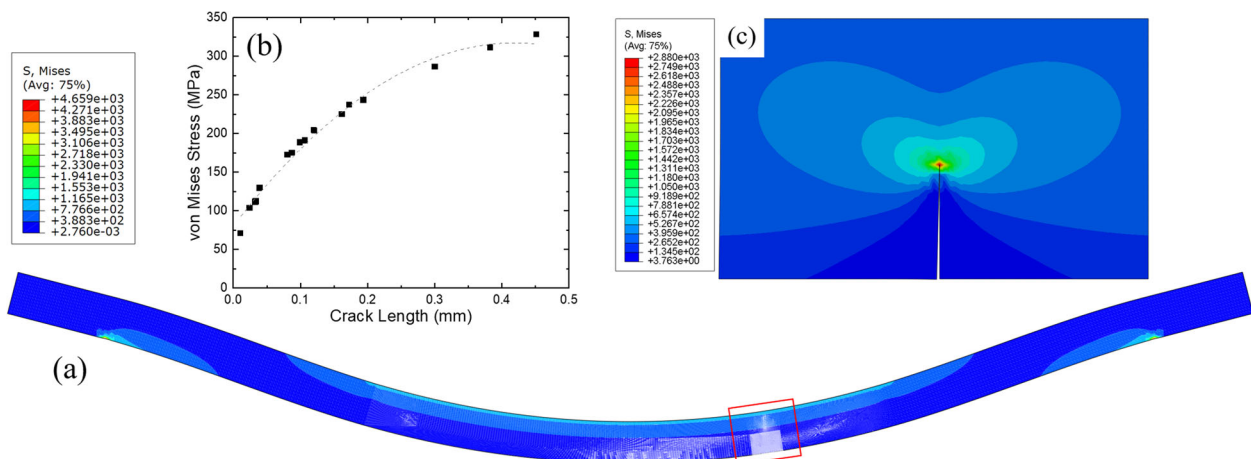 S, Mises
(Avg: 75%)
+4.659e+03
+4.271e+03
+3.883e+03
+3.495e+03
+3.106e+03
+2.718e+03
+2.330e+03
+1.941e+03
+1.553e+03
+1.165e+03
+7.766e+02
+3.883e+02
+2.760e-03
(b)
von Mises Stress (MPa)
350
300
250
200
150
100
50
0
0.0 0.1 0.2 0.3 0.4 0.5
Crack Length (mm)
(c)
S, Mises
(Avg: 75%)
+2.880e+03
+2.749e+03
+2.618e+03
+2.488e+03
+2.357e+03
+2.226e+03
+2.095e+03
+1.965e+03
+1.834e+03
+1.703e+03
+1.572e+03
+1.442e+03
+1.311e+03
+1.180e+03
+1.050e+03
+9.189e+02
+7.881e+02
+6.574e+02
+5.267e+02
+3.959e+02
+2.652e+02
+1.345e+02
+3.763e+00
(a)